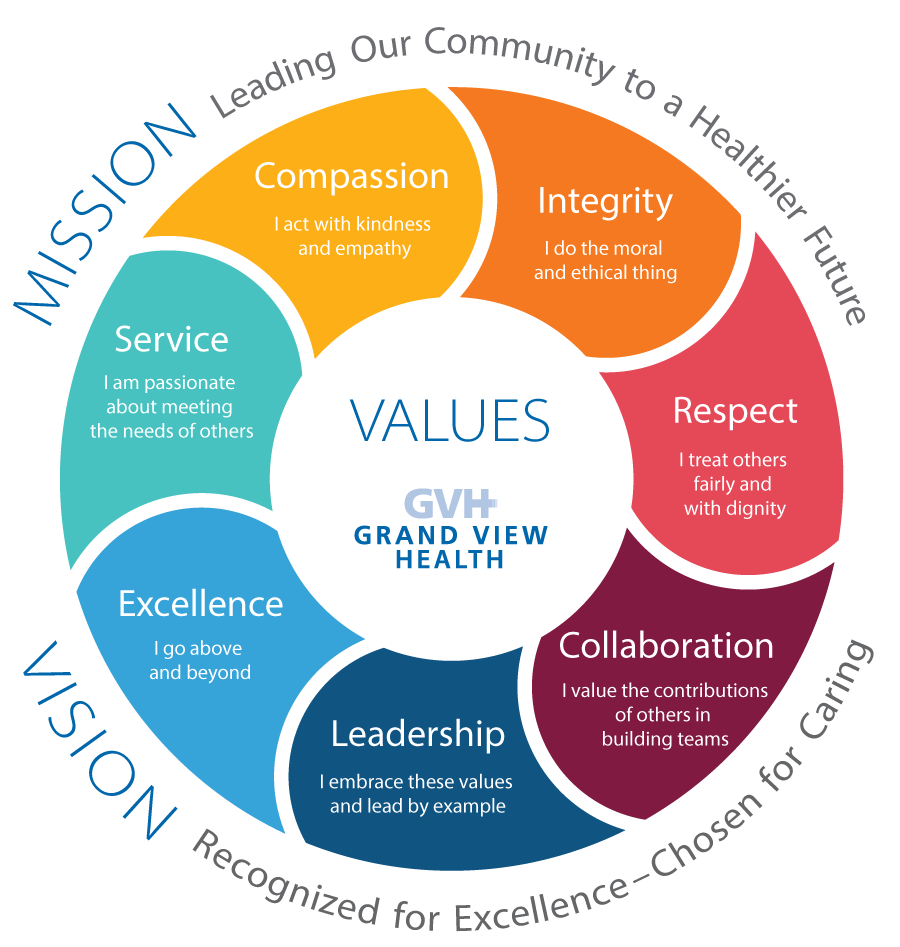 MISSION Leading Our Community to a Healthier Future
Compassion
I act with kindness
and empathy
Integrity
I do the moral
and ethical thing
Respect
I treat others
fairly and
with dignity
Collaboration
I value the contributions
of others in
building teams
Leadership
I embrace these values
and lead by example
Excellence
I go above
and beyond
Service
I am passionate
about meeting
the needs of others
VALUES
GVH
GRAND VIEW
HEALTH
VISION Recognized for Excellence–Chosen for Caring